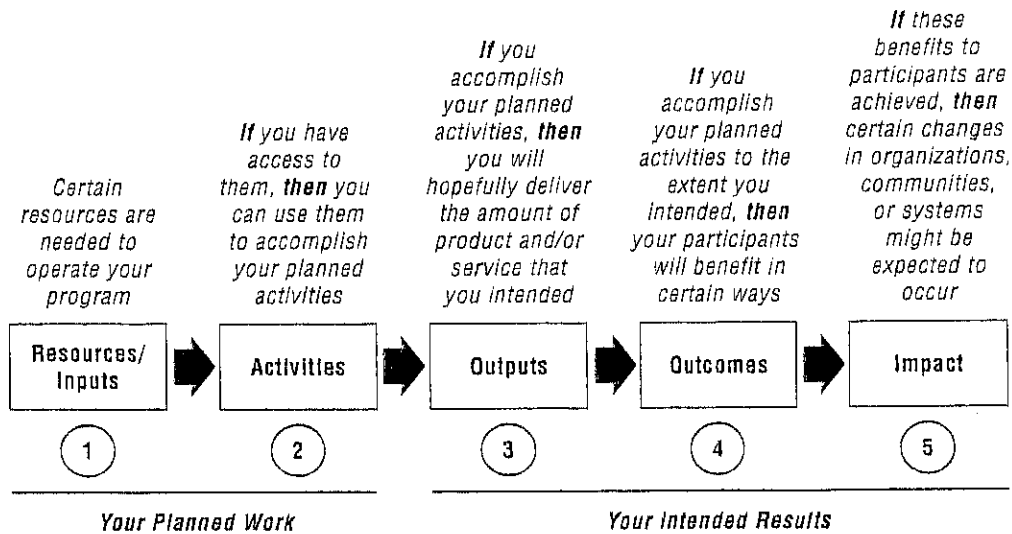 Certain
resources are
needed to
operate your
program
If you have
access to
them, then you
can use them
to accomplish
your planned
activities
If you
accomplish
your planned
activities, then
you will
hopefully deliver
the amount of
product and/or
service that
you intended
If you
accomplish
your planned
activities to the
extent you
intended, then
your participants
will benefit in
certain ways
If these
benefits to
participants are
achieved, then
certain changes
in organizations,
communities,
or systems
might be
expected to
occur
Resources/
Inputs
Activities
Outputs
Outcomes
Impact
1
2
3
4
5
Your Planned Work
Your Intended Results